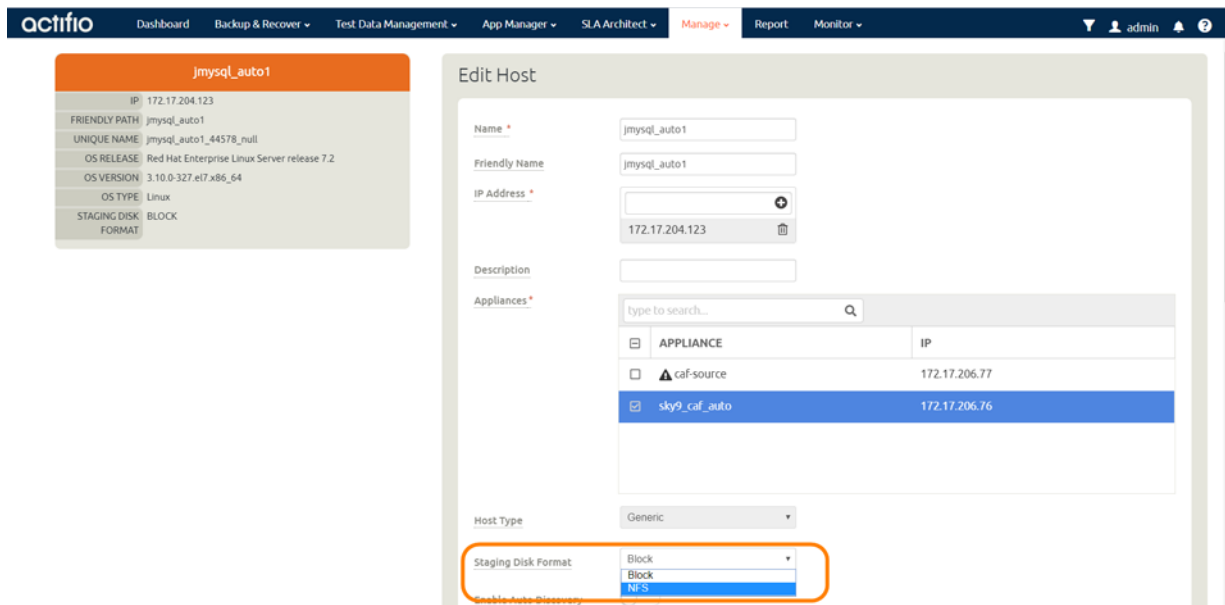 actifio Dashboard Backup & Recover Test Data Management App Manager SLA Architect Manage Report Monitor admin
jmysql_auto1
IP 172.17.204.123
FRIENDLY PATH jmysql_auto1
UNIQUE NAME jmysql_auto1_44578_null
OS RELEASE Red Hat Enterprise Linux Server release 7.2
OS VERSION 3.10.0-327.el7.x86_64
OS TYPE Linux
STAGING DISK BLOCK
FORMAT
Edit Host
Name * jmysql_auto1
Friendly Name jmysql_auto1
IP Address *
172.17.204.123
Description
Appliances *
type to search...
APPLIANCE IP
caf-source 172.17.206.77
sky9_caf_auto 172.17.206.76
Host Type Generic
Staging Disk Format Block
Block
NFS
Enable Auto Discovery